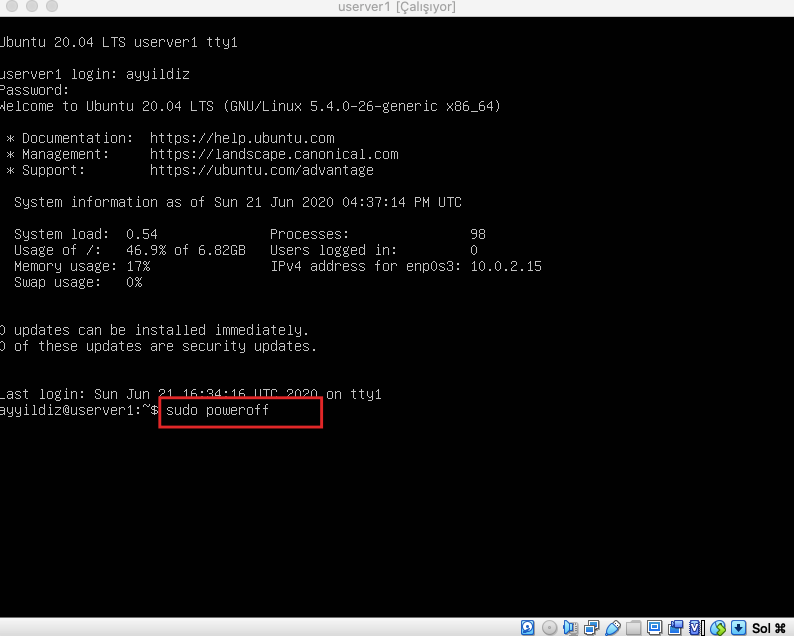 userver1 [Çalışıyor]
Ubuntu 20.04 LTS userver1 tty1
userver1 login: ayyildiz
Password:
Welcome to Ubuntu 20.04 LTS (GNU/Linux 5.4.0-26-generic x86_64)
* Documentation: https://help.ubuntu.com
* Management: https://landscape.canonical.com
* Support: https://ubuntu.com/advantage
System information as of Sun 21 Jun 2020 04:37:14 PM UTC
System load: 0.54 Processes: 98
Usage of /: 46.9% of 6.82GB Users logged in: 0
Memory usage: 17% IPv4 address for enp0s3: 10.0.2.15
Swap usage: 0%
0 updates can be installed immediately.
0 of these updates are security updates.
Last login: Sun Jun 21 16:34:16 UTC 2020 on tty1
ayyildiz@userver1:~$ sudo poweroff
Sol ⌘